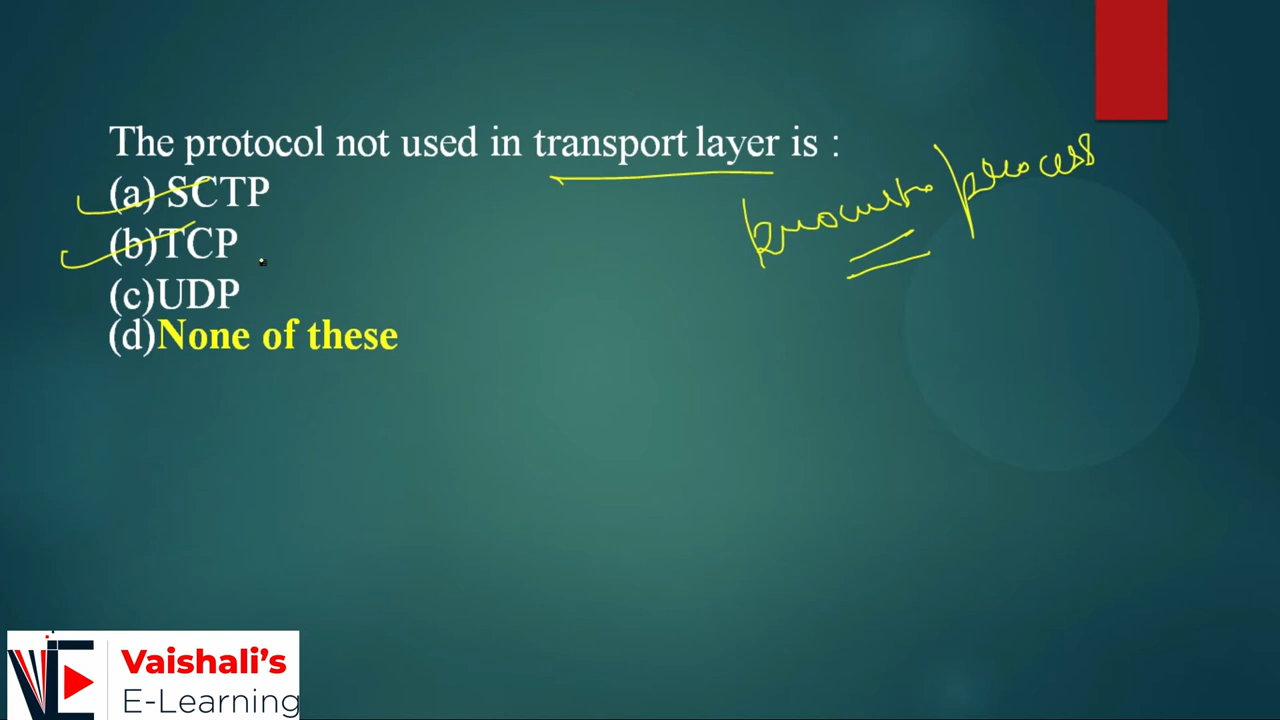 The protocol not used in transport layer is :
(a) SCTP
(b)TCP
(c)UDP
(d)None of these
process
Vaishali’s
E-Learning